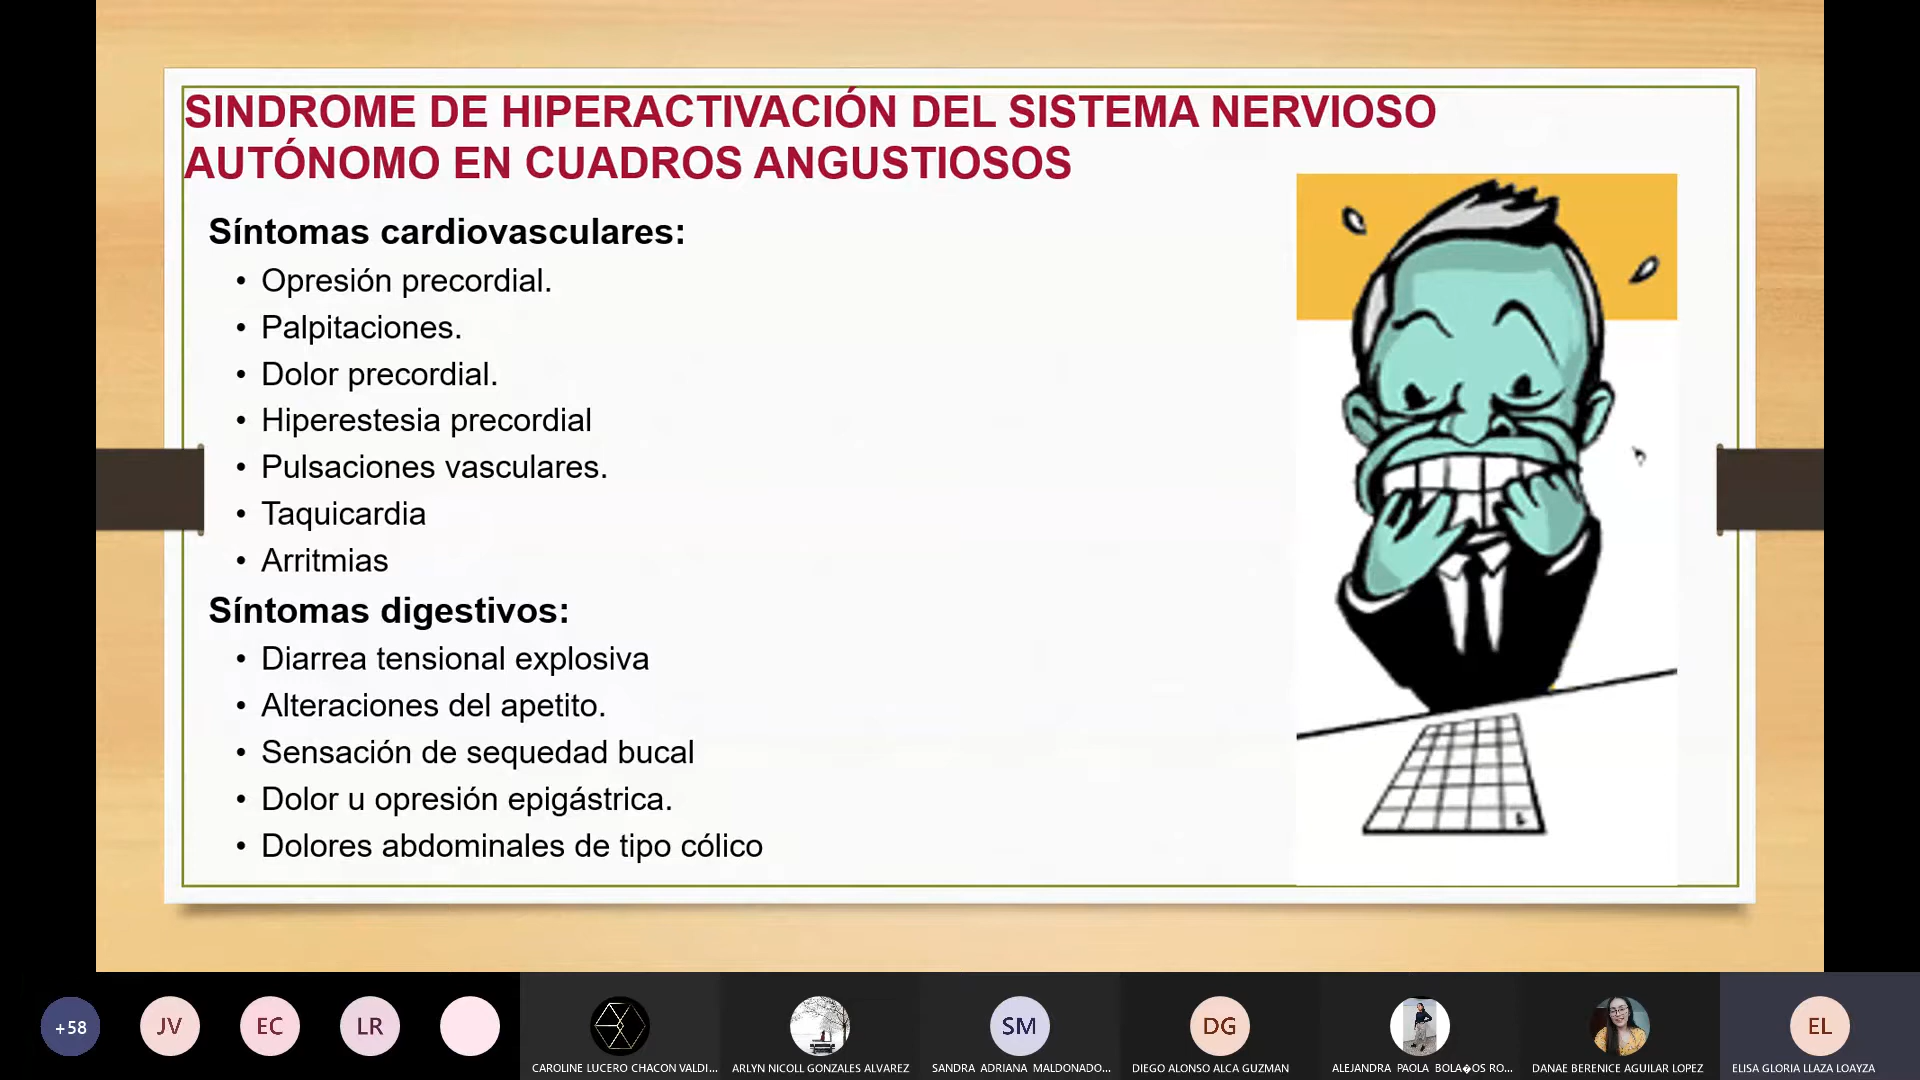 SINDROME DE HIPERACTIVACIÓN DEL SISTEMA NERVIOSO
AUTÓNOMO EN CUADROS ANGUSTIOSOS
Síntomas cardiovasculares:
• Opresión precordial.
• Palpitaciones.
• Dolor precordial.
• Hiperestesia precordial
• Pulsaciones vasculares.
• Taquicardia
• Arritmias
Síntomas digestivos:
• Diarrea tensional explosiva
• Alteraciones del apetito.
• Sensación de sequedad bucal
• Dolor u opresión epigástrica.
• Dolores abdominales de tipo cólico
+58
JV
EC
LR
SM
DG
EL
CAROLINE LUCERO CHACON VALDI...
ARLYN NICOLL GONZALES ALVAREZ
SANDRA ADRIANA MALDONADO...
DIEGO ALONSO ALCA GUZMAN
ALEJANDRA PAOLA BOLA�OS RO...
DANAE BERENICE AGUILAR LOPEZ
ELISA GLORIA LLAZA LOAYZA